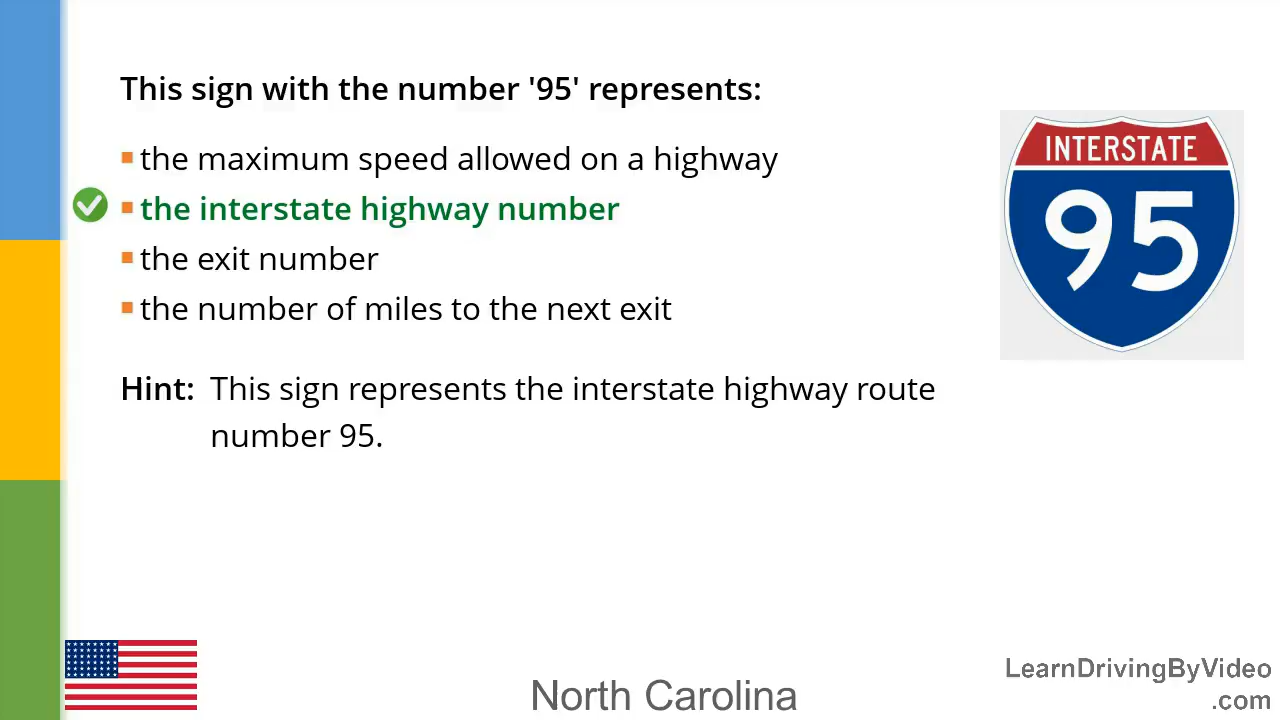 This sign with the number '95' represents:
the maximum speed allowed on a highway
the interstate highway number
the exit number
the number of miles to the next exit
Hint: This sign represents the interstate highway route
number 95.
INTERSTATE
95
North Carolina
LearnDrivingByVideo
.com